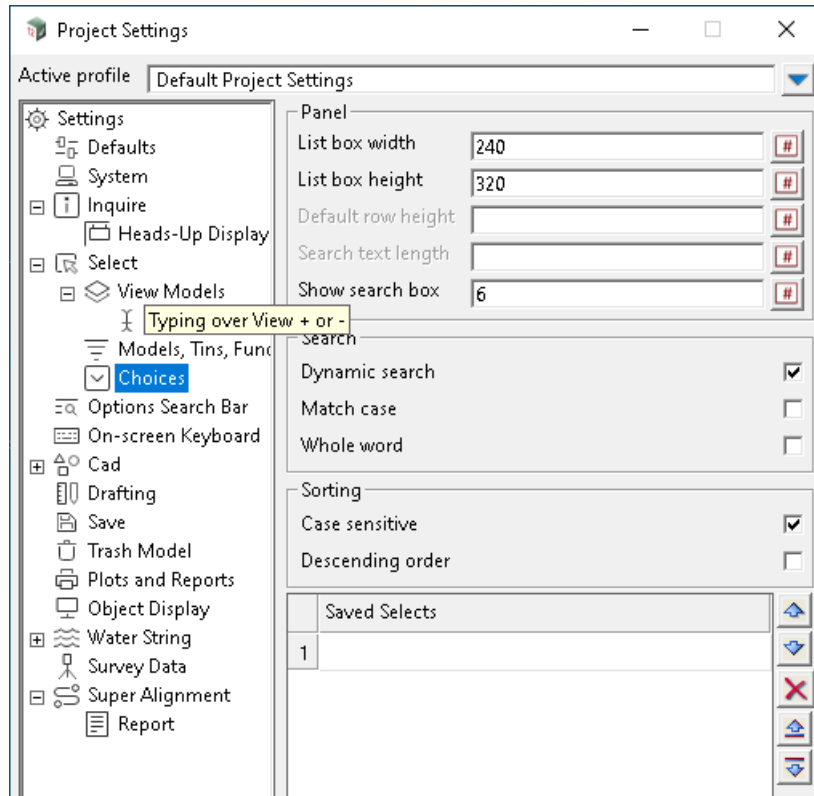 Project Settings
Active profile Default Project Settings
Settings
Defaults
System
Inquire
Heads-Up Display
Select
View Models
Typing over View + or -
Models, Tins, Func
Choices
Options Search Bar
On-screen Keyboard
Cad
Drafting
Save
Trash Model
Plots and Reports
Object Display
Water String
Survey Data
Super Alignment
Report
Panel
List box width 240
List box height 320
Default row height
Search text length
Show search box 6
Search
Dynamic search
Match case
Whole word
Sorting
Case sensitive
Descending order
Saved Selects
1